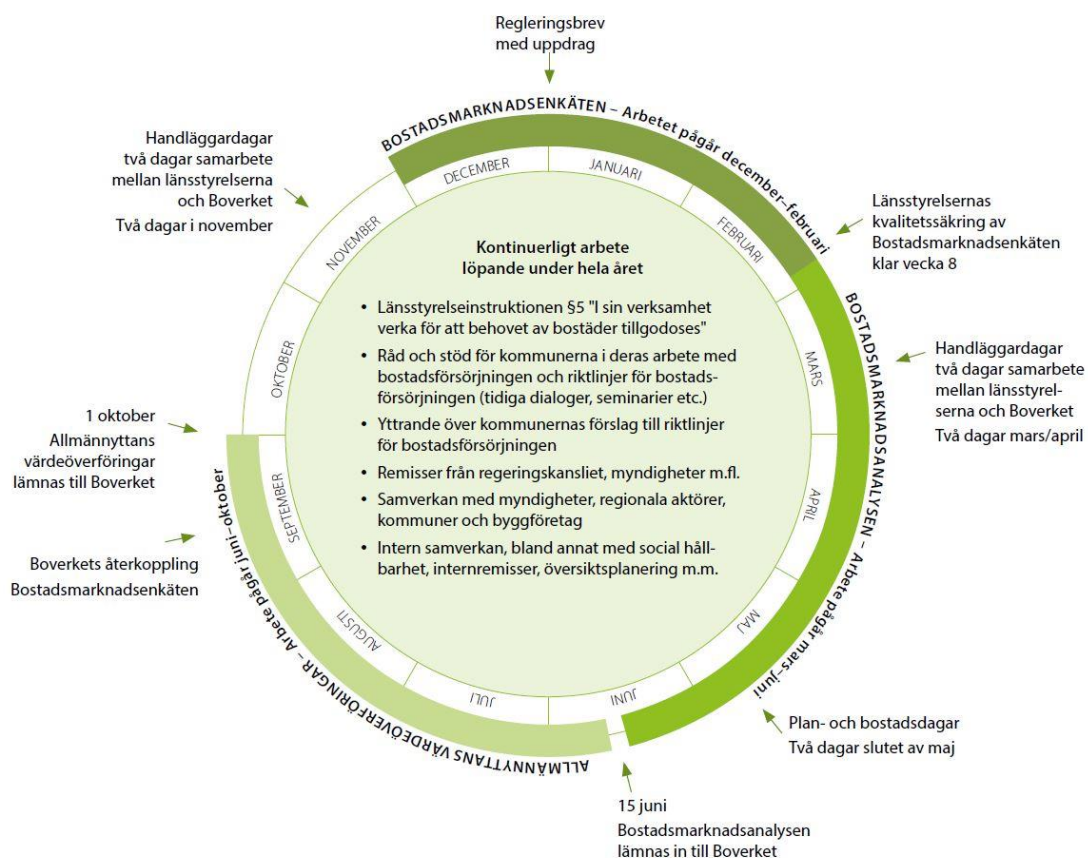 Regleringsbrev
med uppdrag
BOSTADSMARKNADSENKÄTEN – Arbetet pågår december–februari
Handläggardagar
två dagar samarbete
mellan länsstyrelserna
och Boverket
Två dagar i november
DECEMBER
JANUARI
FEBRUARI
NOVEMBER
Länsstyrelsernas
kvalitetssäkring av
Bostadsmarknadsenkäten
klar vecka 8
Kontinuerligt arbete
löpande under hela året
• Länsstyrelseinstruktionen §5 "I sin verksamhet
verka för att behovet av bostäder tillgodoses"
• Råd och stöd för kommunerna i deras arbete med
bostadsförsörjningen och riktlinjer för bostads-
försörjningen (tidiga dialoger, seminarier etc.)
• Yttrande över kommunernas förslag till riktlinjer
för bostadsförsörjningen
• Remisser från regeringskansliet, myndigheter m.fl.
• Samverkan med myndigheter, regionala aktörer,
kommuner och byggföretag
• Intern samverkan, bland annat med social håll-
barhet, internremisser, översiktsplanering m.m.
OKTOBER
MARS
BOSTADSMARKNADSANALYSEN – Arbete pågår mars–juni
Handläggardagar
två dagar samarbete
mellan länsstyrel-
serna och Boverket
Två dagar mars/april
1 oktober
Allmännyttans
värdeöverföringar
lämnas till Boverket
SEPTEMBER
APRIL
Boverkets återkoppling
Bostadsmarknadsenkäten
AUGUSTI
MAJ
JULI
JUNI
ALLMÄNNYTTANS VÄRDEÖVERFÖRINGAR – Arbete pågår juni–oktober
Plan- och bostadsdagar
Två dagar slutet av maj
15 juni
Bostadsmarknadsanalysen
lämnas in till Boverket